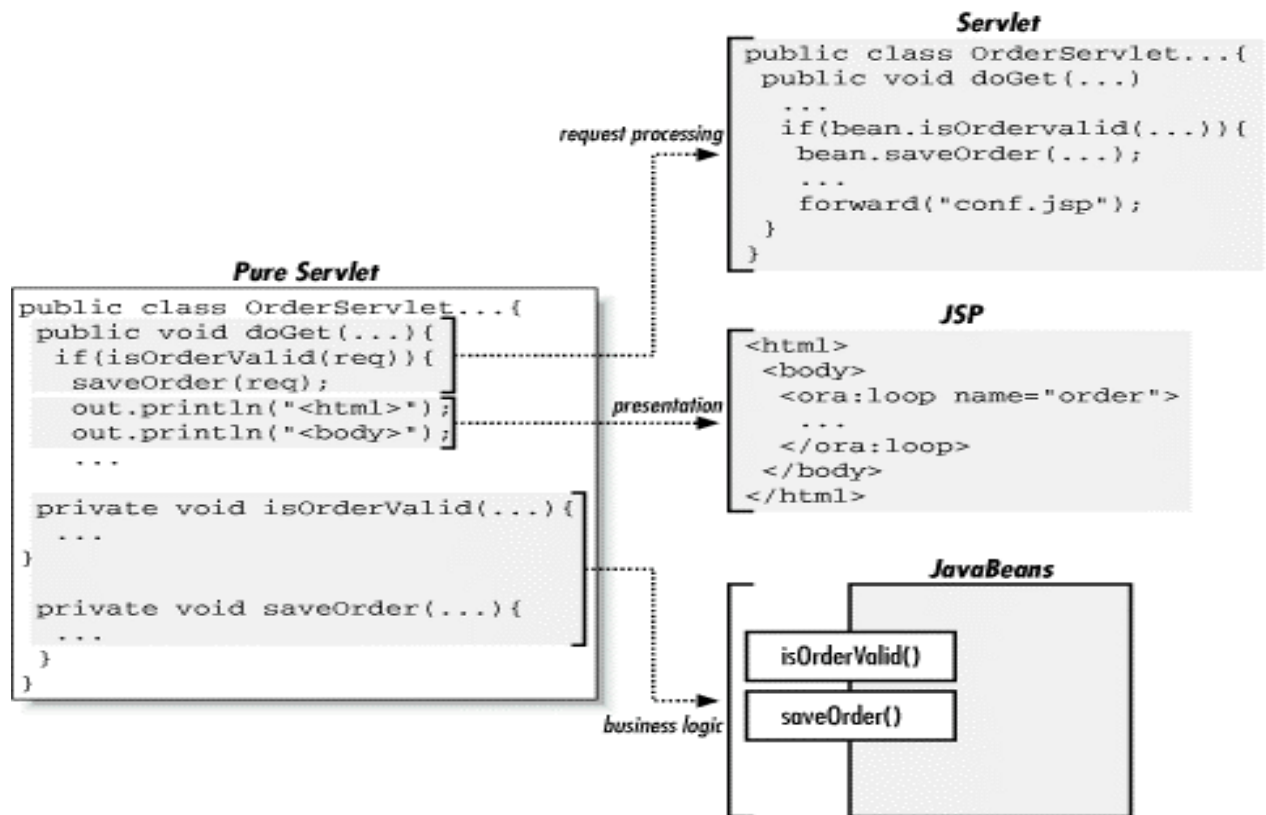 Servlet
public class OrderServlet...{
public void doGet(...)
...
if(bean.isOrdervalid(...)){
bean.saveOrder(...);
...
forward("conf.jsp");
}
}
request processing
Pure Servlet
public class OrderServlet...{
public void doGet(...){
if(isOrderValid(req)){
saveOrder(req);
out.println("<html>");
out.println("<body>");
...
private void isOrderValid(...){
...
}
private void saveOrder(...){
...
}
}
presentation
JSP
<html>
<body>
<ora:loop name="order">
...
</ora:loop>
</body>
</html>
business logic
JavaBeans
isOrderValid()
saveOrder()